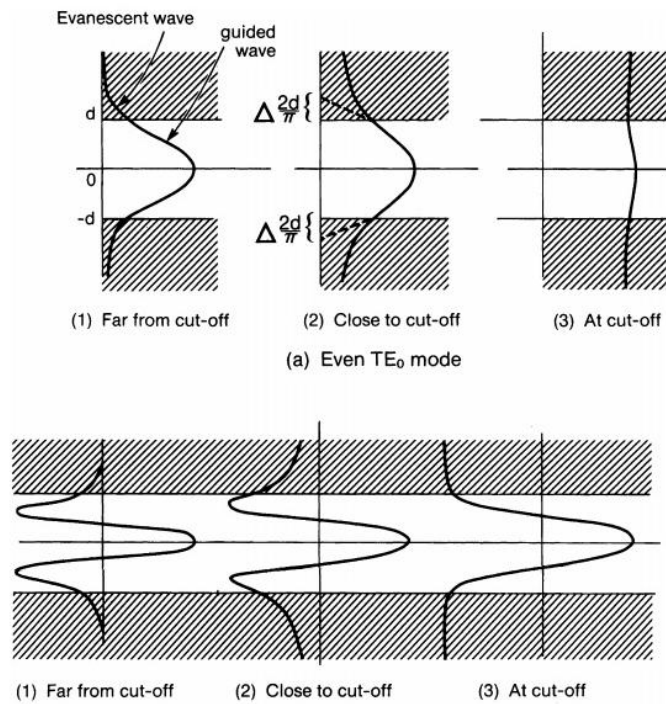 Evanescent wave
guided
wave
d
0
-d
Δ 2d/π {
Δ 2d/π {
(1) Far from cut-off
(2) Close to cut-off
(3) At cut-off
(a) Even TE₀ mode
(1) Far from cut-off
(2) Close to cut-off
(3) At cut-off